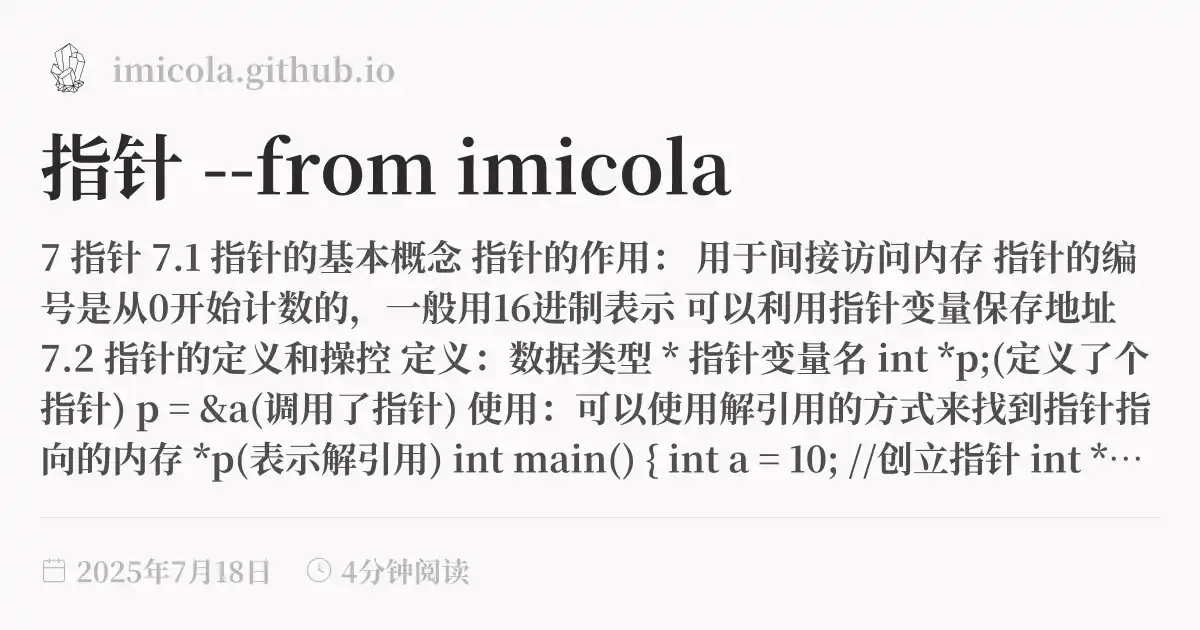 imicola.github.io
指针 --from imicola
7 指针 7.1 指针的基本概念 指针的作用： 用于间接访问内存 指针的编
号是从0开始计数的，一般用16进制表示 可以利用指针变量保存地址
7.2 指针的定义和操控 定义：数据类型 * 指针变量名 int *p;(定义了个
指针) p = &a(调用了指针) 使用：可以使用解引用的方式来找到指针指
向的内存 *p(表示解引用) int main() { int a = 10; //创立指针 int *…
2025年7月18日 4分钟阅读